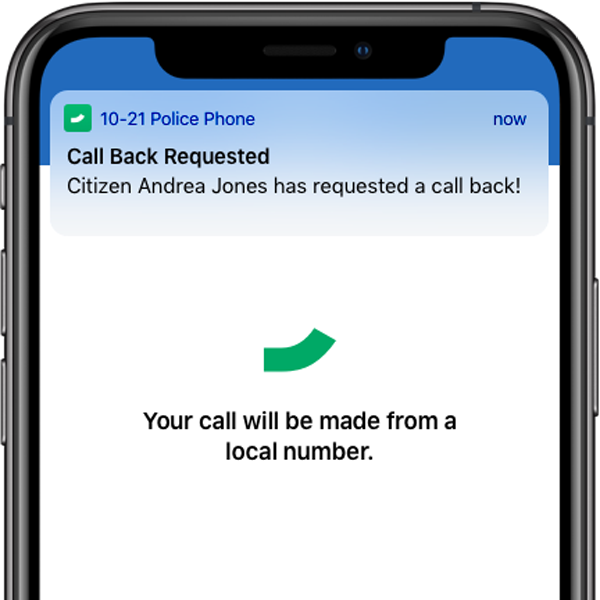 10-21 Police Phone now
Call Back Requested
Citizen Andrea Jones has requested a call back!
Your call will be made from a
local number.